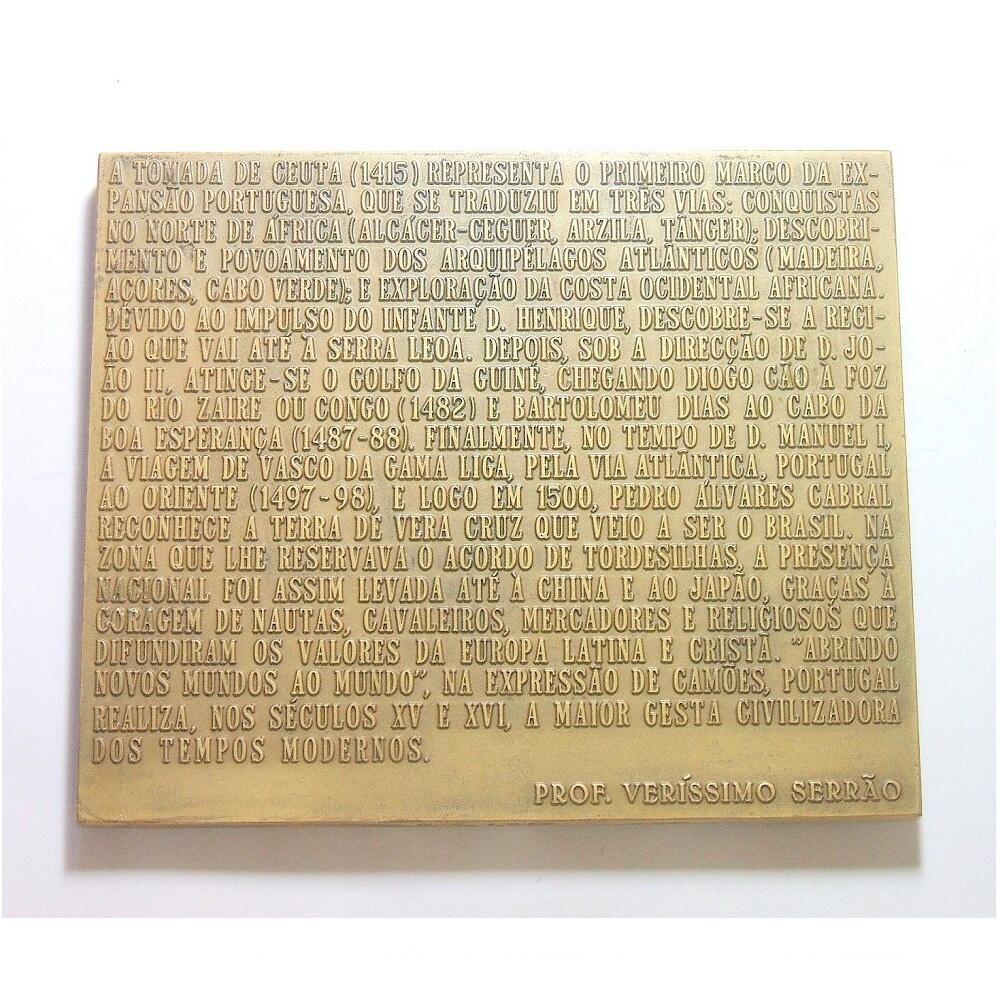 A TOMADA DE CEUTA (1415) REPRESENTA O PRIMEIRO MARCO DA EX-
PANSÃO PORTUGUESA, QUE SE TRADUZIU EM TRÊS VIAS: CONQUISTAS
NO NORTE DE ÁFRICA (ALCÁCER-CEGUER, ARZILA, TÂNGER); DESCOBRI-
MENTO E POVOAMENTO DOS ARQUIPÉLAGOS ATLÂNTICOS (MADEIRA,
AÇORES, CABO VERDE); E EXPLORAÇÃO DA COSTA OCIDENTAL AFRICANA.
DEVIDO AO IMPULSO DO INFANTE D. HENRIQUE, DESCOBRE-SE A REGI-
ÃO QUE VAI ATÉ À SERRA LEOA. DEPOIS, SOB A DIRECÇÃO DE D. JO-
ÃO II, ATINGE-SE O GOLFO DA GUINÉ, CHEGANDO DIOGO CÃO À FOZ
DO RIO ZAIRE OU CONGO (1482) E BARTOLOMEU DIAS AO CABO DA
BOA ESPERANÇA (1487-88). FINALMENTE, NO TEMPO DE D. MANUEL I,
A VIAGEM DE VASCO DA GAMA LIGA, PELA VIA ATLÂNTICA, PORTUGAL
AO ORIENTE (1497-98), E LOGO EM 1500, PEDRO ÁLVARES CABRAL
RECONHECE A TERRA DE VERA CRUZ QUE VEIO A SER O BRASIL. NA
ZONA QUE LHE RESERVAVA O ACORDO DE TORDESILHAS, A PRESENÇA
NACIONAL FOI ASSIM LEVADA ATÉ À CHINA E AO JAPÃO, GRAÇAS À
CORAGEM DE NAUTAS, CAVALEIROS, MERCADORES E RELIGIOSOS QUE
DIFUNDIRAM OS VALORES DA EUROPA LATINA E CRISTÃ. "ABRINDO
NOVOS MUNDOS AO MUNDO", NA EXPRESSÃO DE CAMÕES, PORTUGAL
REALIZA, NOS SÉCULOS XV E XVI, A MAIOR GESTA CIVILIZADORA
DOS TEMPOS MODERNOS.
PROF. VERÍSSIMO SERRÃO